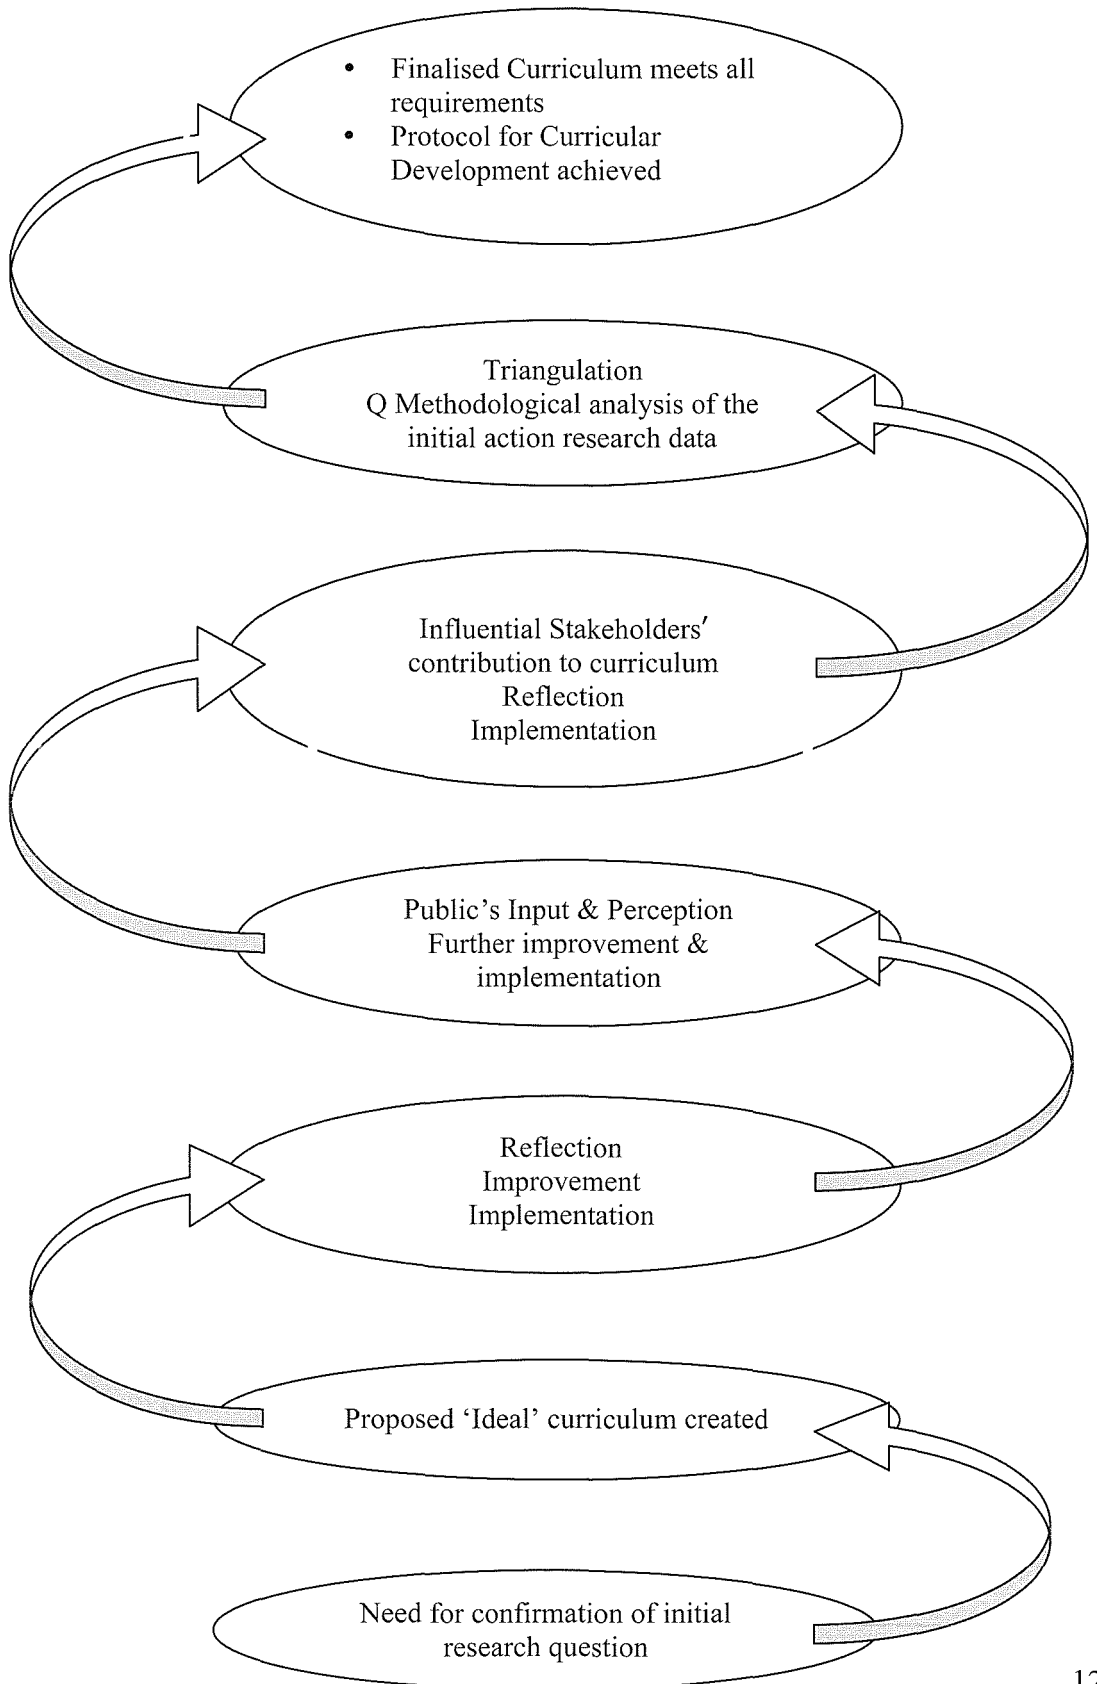 • Finalised Curriculum meets all
requirements
• Protocol for Curricular
Development achieved
Triangulation
Q Methodological analysis of the
initial action research data
Influential Stakeholders′
contribution to curriculum
Reflection
Implementation
Public’s Input & Perception
Further improvement &
implementation
Reflection
Improvement
Implementation
Proposed ‘Ideal’ curriculum created
Need for confirmation of initial
research question